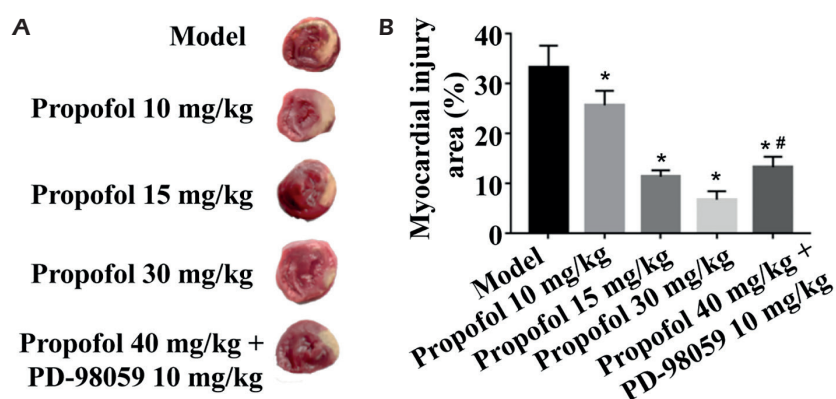 A
Model
Propofol 10 mg/kg
Propofol 15 mg/kg
Propofol 30 mg/kg
Propofol 40 mg/kg +
PD-98059 10 mg/kg
B
Myocardial injury
area (%)
40
30
20
10
0
*
*
*
* #
Model
Propofol 10 mg/kg
Propofol 15 mg/kg
Propofol 30 mg/kg
Propofol 40 mg/kg +
PD-98059 10 mg/kg